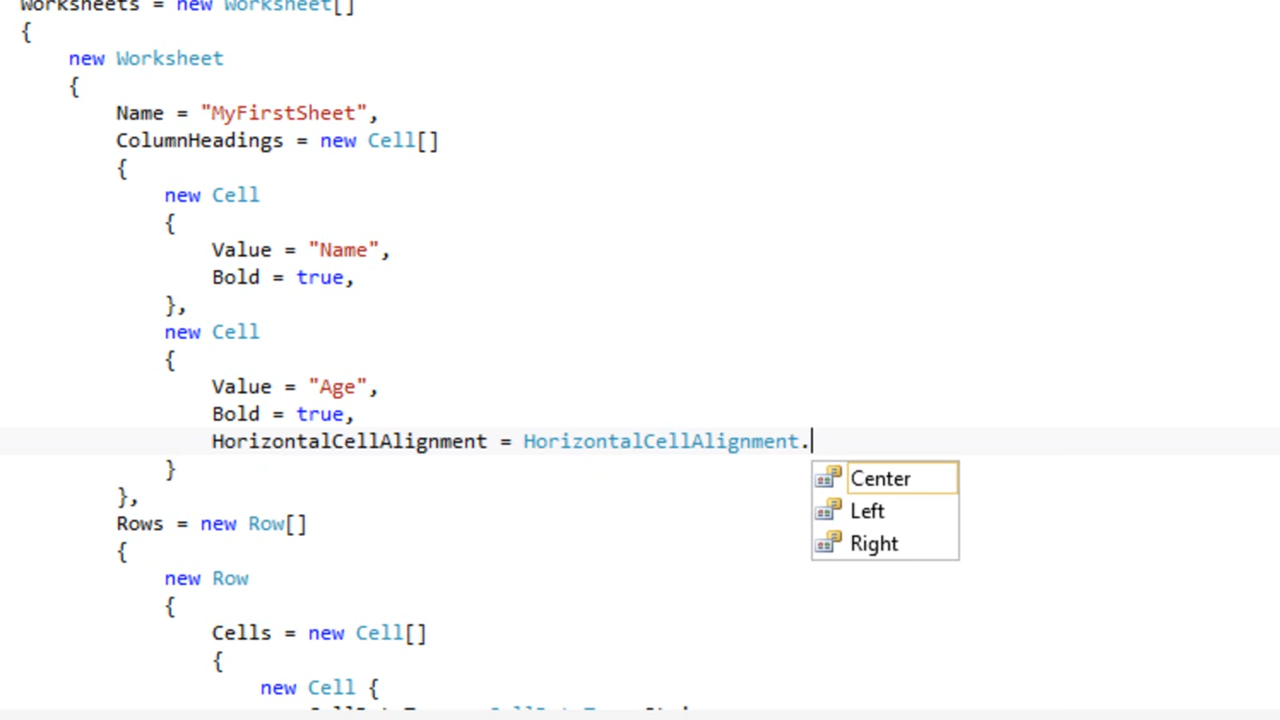 Worksheets = new Worksheet[]
{
new Worksheet
{
Name = "MyFirstSheet",
ColumnHeadings = new Cell[]
{
new Cell
{
Value = "Name",
Bold = true,
},
new Cell
{
Value = "Age",
Bold = true,
HorizontalCellAlignment = HorizontalCellAlignment.
Center
Left
Right
}
},
Rows = new Row[]
{
new Row
{
Cells = new Cell[]
{
new Cell {